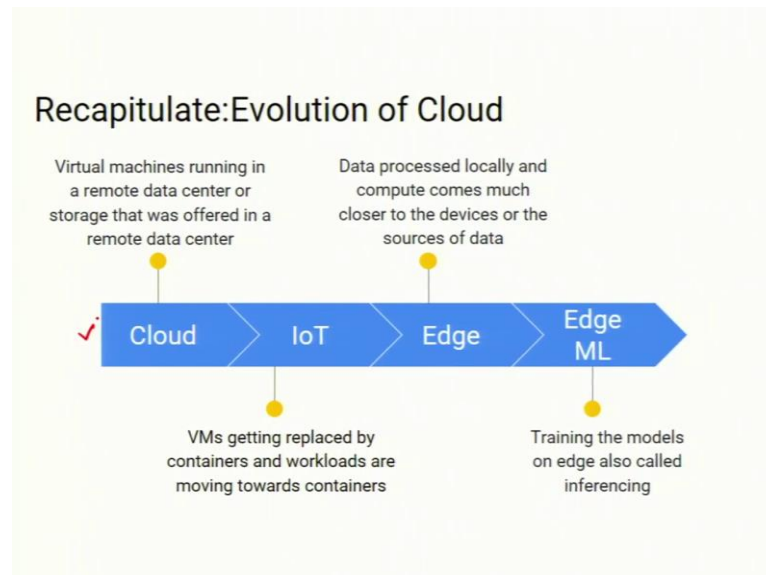 Recapitulate:Evolution of Cloud
Virtual machines running in
a remote data center or
storage that was offered in a
remote data center
Data processed locally and
compute comes much
closer to the devices or the
sources of data
Cloud
IoT
Edge
Edge
ML
VMs getting replaced by
containers and workloads are
moving towards containers
Training the models
on edge also called
inferencing